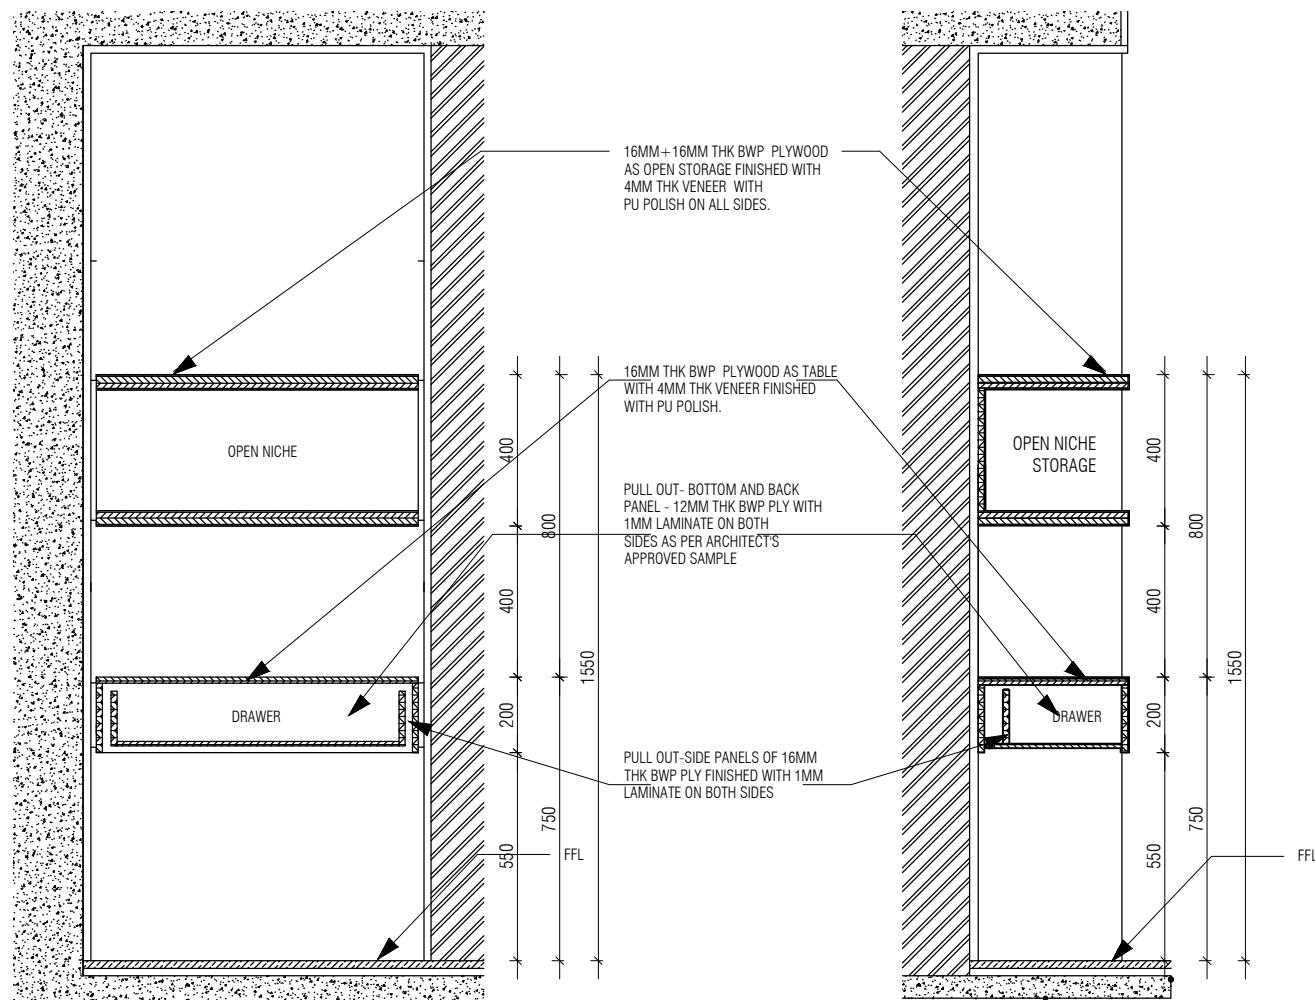 16MM+16MM THK BWP PLYWOOD
AS OPEN STORAGE FINISHED WITH
4MM THK VENEER WITH
PU POLISH ON ALL SIDES.
16MM THK BWP PLYWOOD AS TABLE
WITH 4MM THK VENEER FINISHED
WITH PU POLISH.
OPEN NICHE
OPEN NICHE
STORAGE
400
800
400
1550
200
750
550
PULL OUT- BOTTOM AND BACK
PANEL - 12MM THK BWP PLY WITH
1MM LAMINATE ON BOTH
SIDES AS PER ARCHITECT'S
APPROVED SAMPLE
DRAWER
DRAWER
PULL OUT-SIDE PANELS OF 16MM
THK BWP PLY FINISHED WITH 1MM
LAMINATE ON BOTH SIDES
FFL
400
800
400
1550
200
750
550
FFL